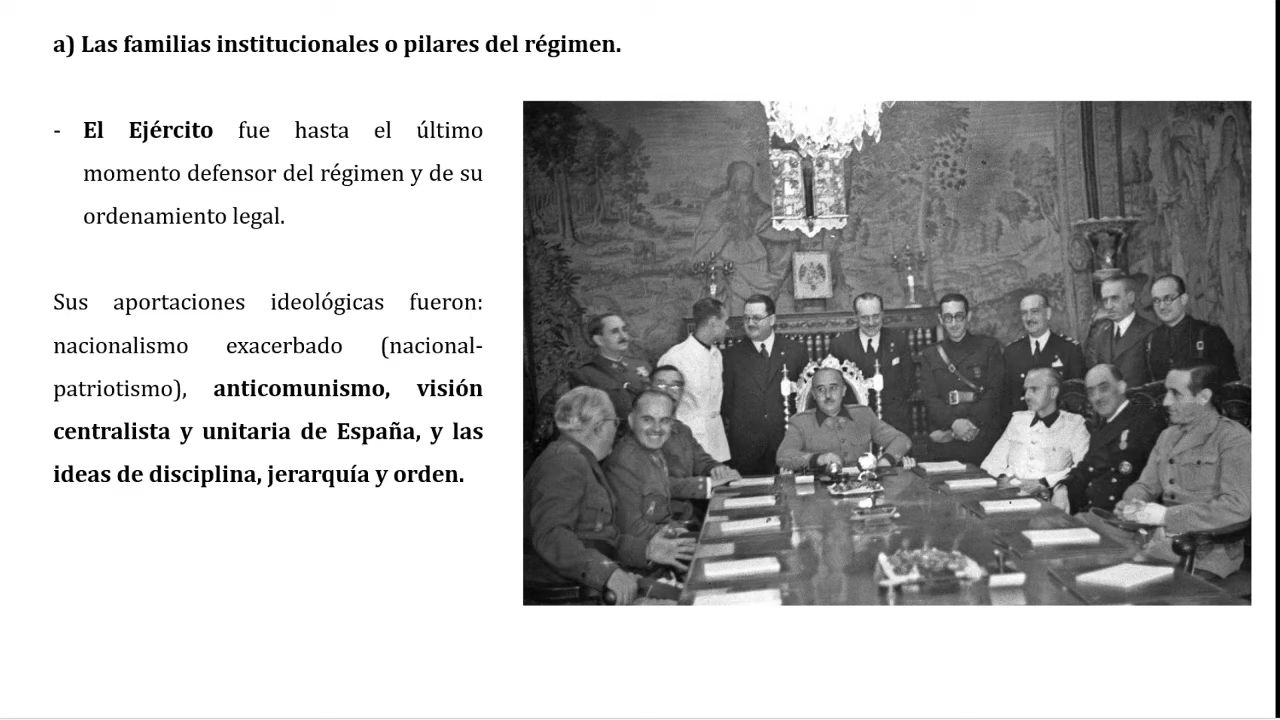 a) Las familias institucionales o pilares del régimen.
- El Ejército fue hasta el último
momento defensor del régimen y de su
ordenamiento legal.
Sus aportaciones ideológicas fueron:
nacionalismo exacerbado (nacional-
patriotismo), anticomunismo, visión
centralista y unitaria de España, y las
ideas de disciplina, jerarquía y orden.